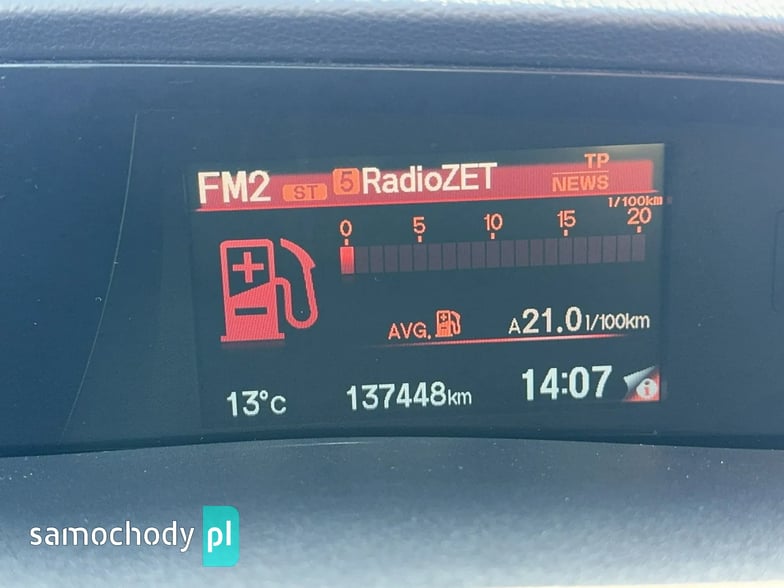 FM2 ST 5 RadioZET TP
NEWS
l/100km
0 5 10 15 20
AVG. A21.0 l/100km
13°C 137448km 14:07 i
samochody pl